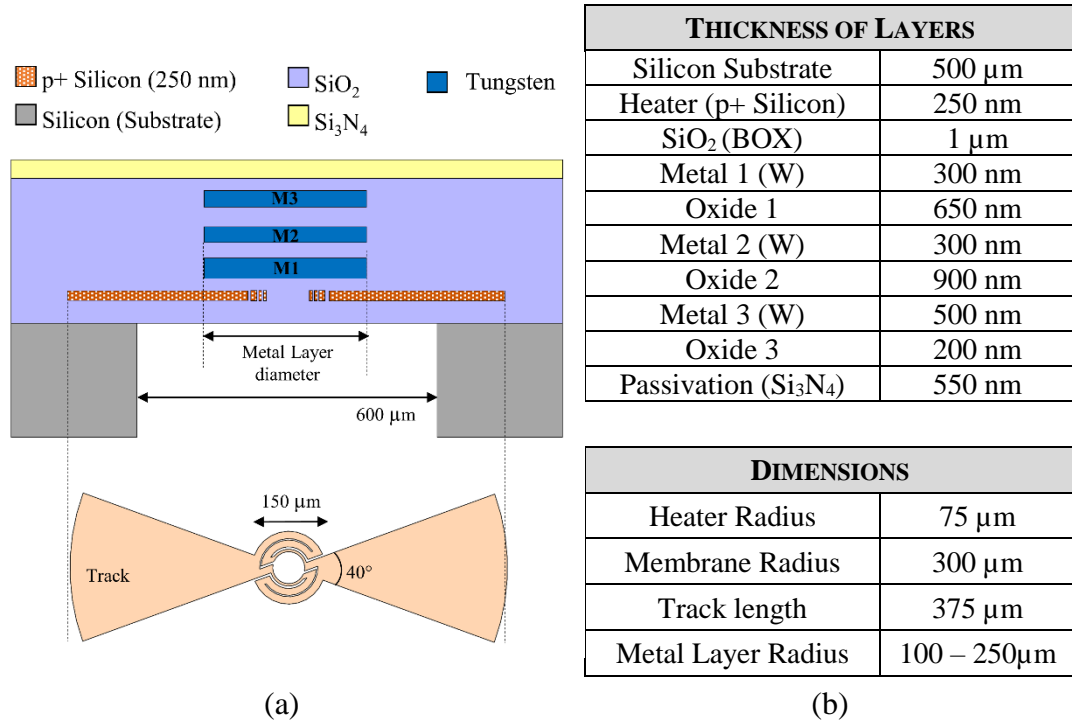 p+ Silicon (250 nm)
SiO₂
Tungsten
Silicon (Substrate)
Si₃N₄
M3
M2
M1
Metal Layer
diameter
600 µm
150 µm
Track
40°
(a)
THICKNESS OF LAYERS
Silicon Substrate 500 µm
Heater (p+ Silicon) 250 nm
SiO₂ (BOX) 1 µm
Metal 1 (W) 300 nm
Oxide 1 650 nm
Metal 2 (W) 300 nm
Oxide 2 900 nm
Metal 3 (W) 500 nm
Oxide 3 200 nm
Passivation (Si₃N₄) 550 nm
DIMENSIONS
Heater Radius 75 µm
Membrane Radius 300 µm
Track length 375 µm
Metal Layer Radius 100 – 250µm
(b)